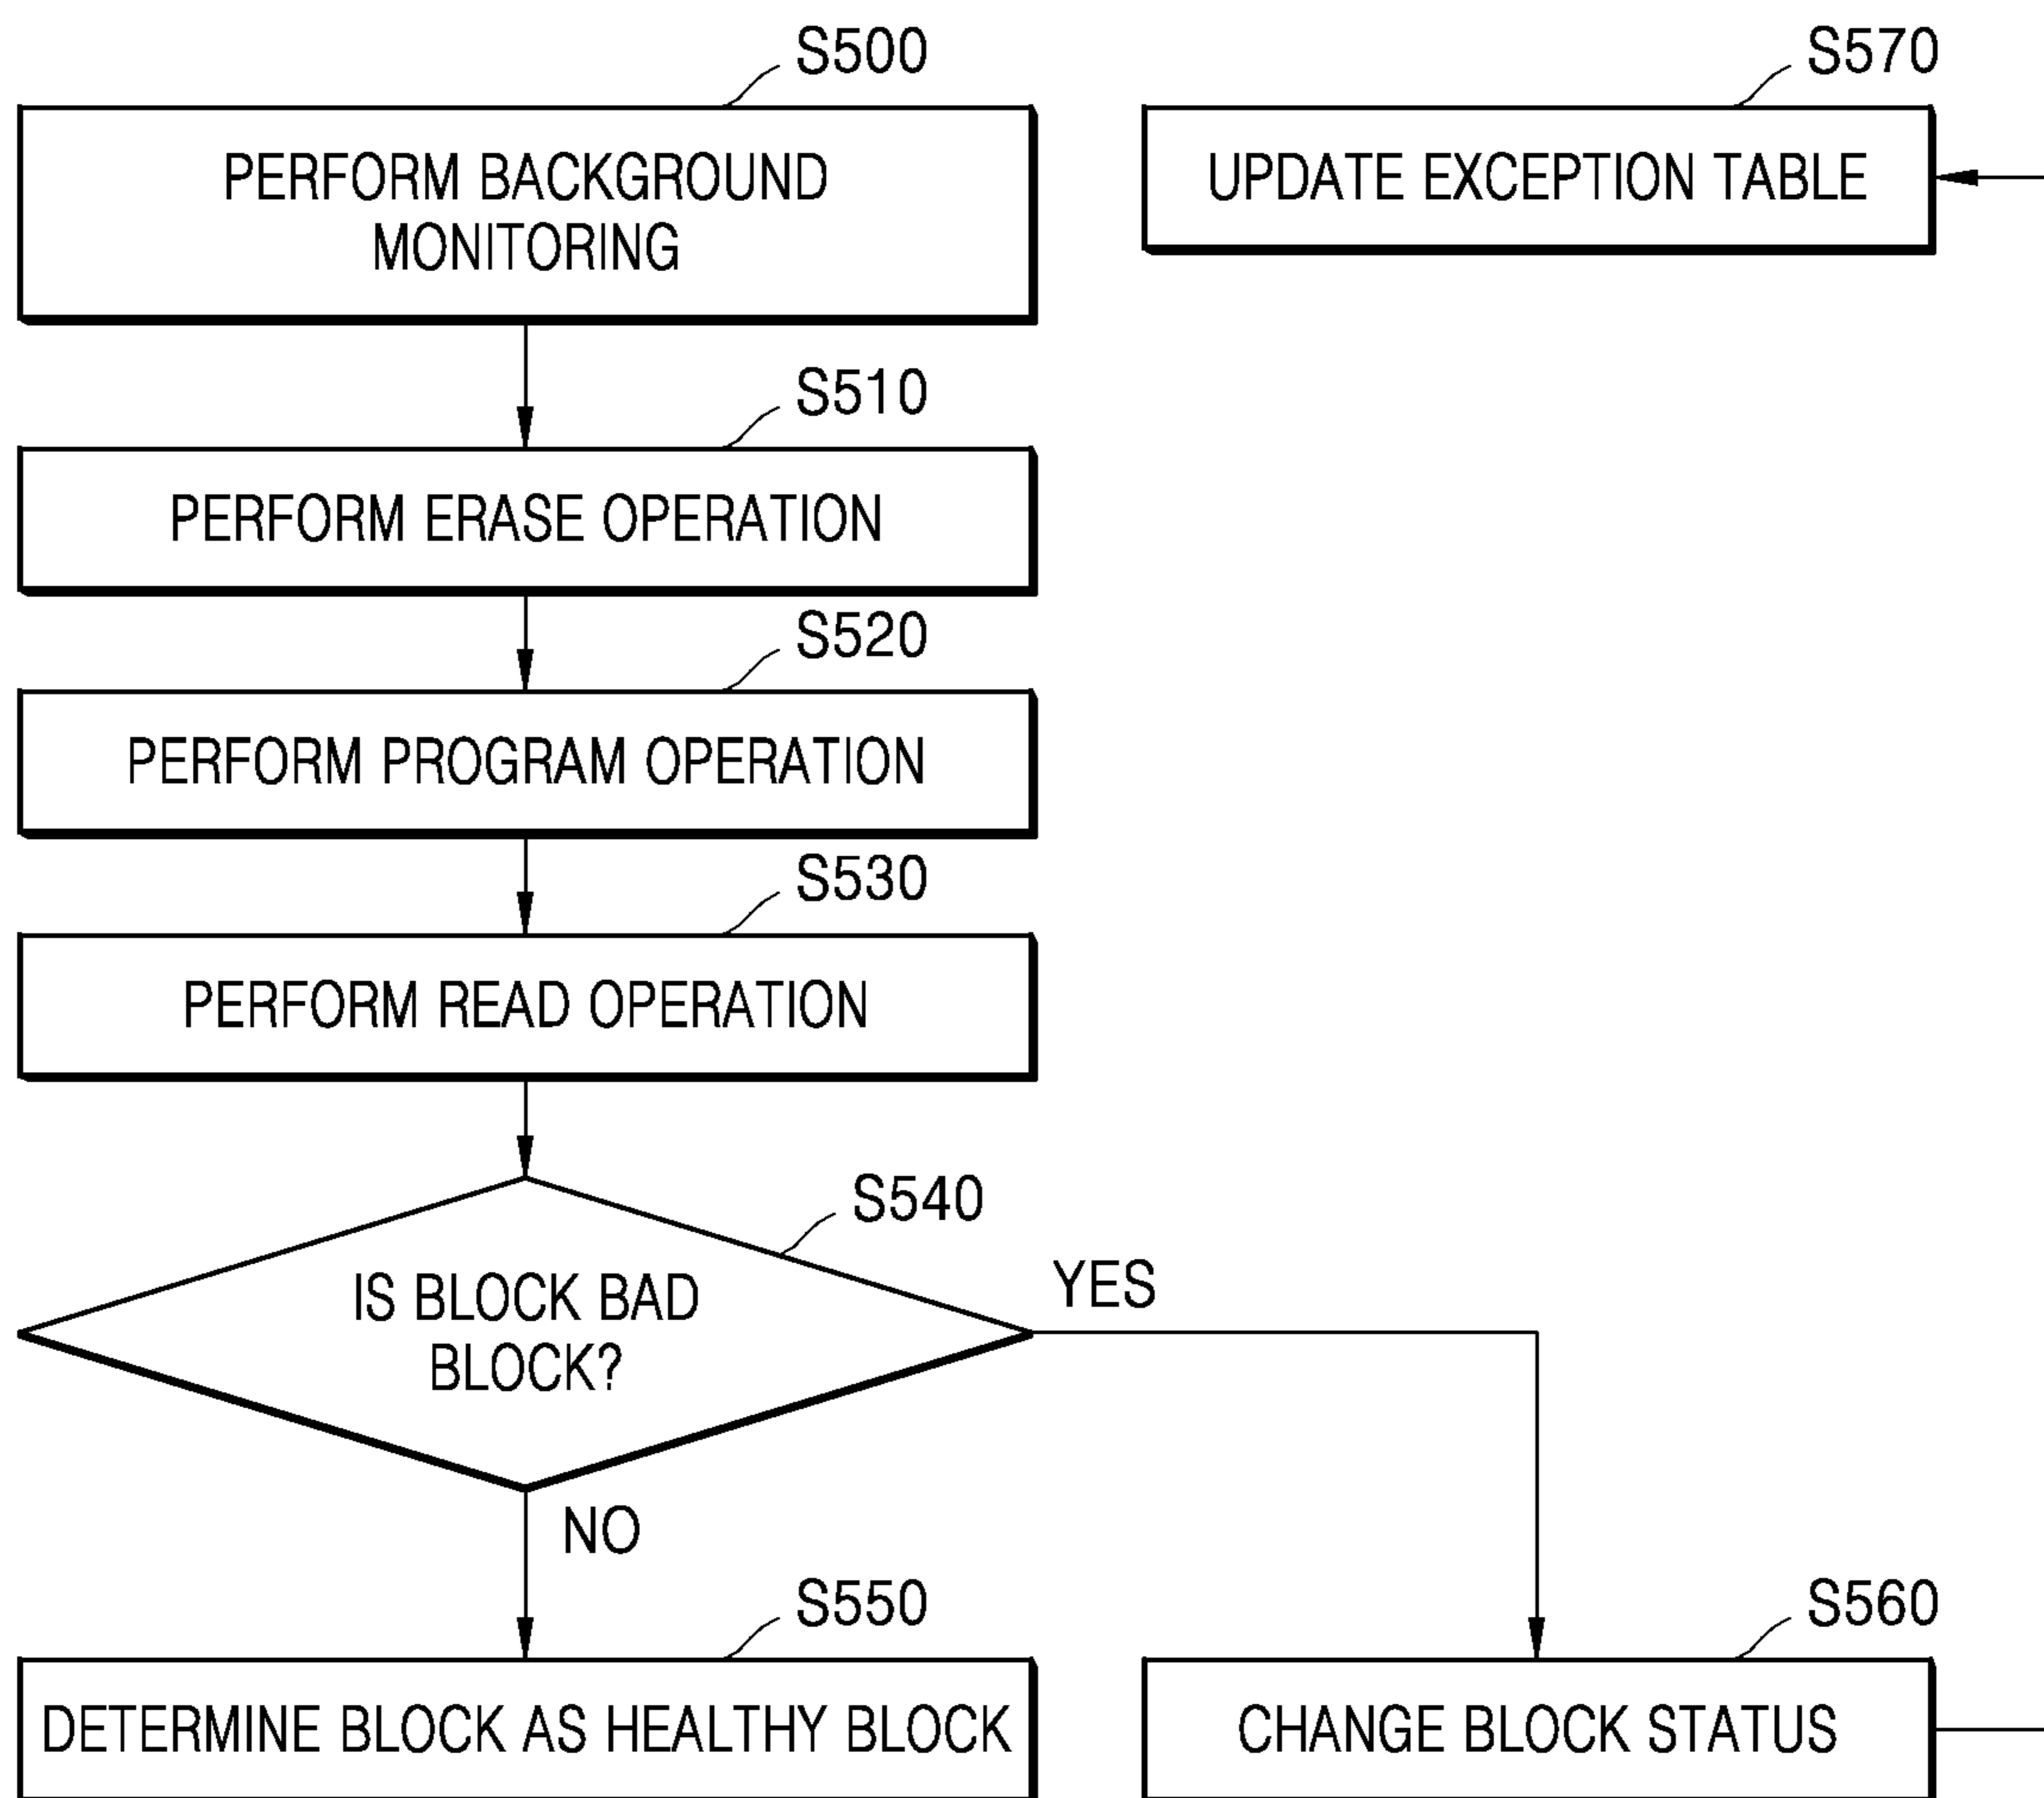 S500
PERFORM BACKGROUND
MONITORING
S510
PERFORM ERASE OPERATION
S520
PERFORM PROGRAM OPERATION
S530
PERFORM READ OPERATION
S540
IS BLOCK BAD
BLOCK?
YES
NO
S550
DETERMINE BLOCK AS HEALTHY BLOCK
S560
CHANGE BLOCK STATUS
S570
UPDATE EXCEPTION TABLE